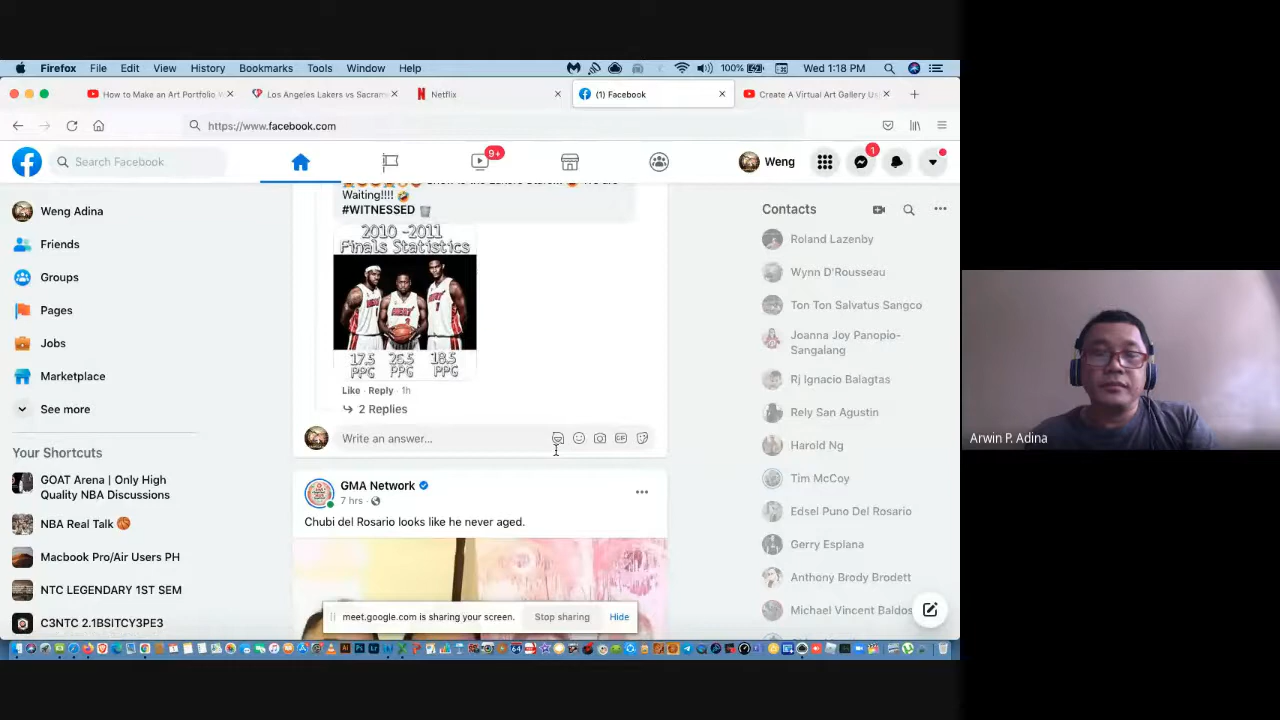 Firefox File Edit View History Bookmarks Tools Window Help
100% Wed 1:18 PM
How to Make an Art Portfolio W
Los Angeles Lakers vs Sacrame
Netflix
(1) Facebook
Create A Virtual Art Gallery Us
https://www.facebook.com
Search Facebook
9+
Weng
1
Weng Adina
Friends
Groups
Pages
Jobs
Marketplace
See more
Your Shortcuts
GOAT Arena | Only High
Quality NBA Discussions
NBA Real Talk
Macbook Pro/Air Users PH
NTC LEGENDARY 1ST SEM
C3NTC 2.1BSITCY3PE3
Waiting!!!!
#WITNESSED
2010 -2011
Finals Statistics
HEAT HEAT HEAT
17.5 26.5 18.5
PPG PPG PPG
Like · Reply · 1h
2 Replies
Write an answer...
GIF
GMA Network
7 hrs ·
Chubi del Rosario looks like he never aged.
meet.google.com is sharing your screen. Stop sharing Hide
Contacts
Roland Lazenby
Wynn D'Rousseau
Ton Ton Salvatus Sangco
Joanna Joy Panopio-
Sangalang
Rj Ignacio Balagtas
Rely San Agustin
Harold Ng
Tim McCoy
Edsel Puno Del Rosario
Gerry Esplana
Anthony Brody Brodett
Michael Vincent Baldos
Arwin P. Adina